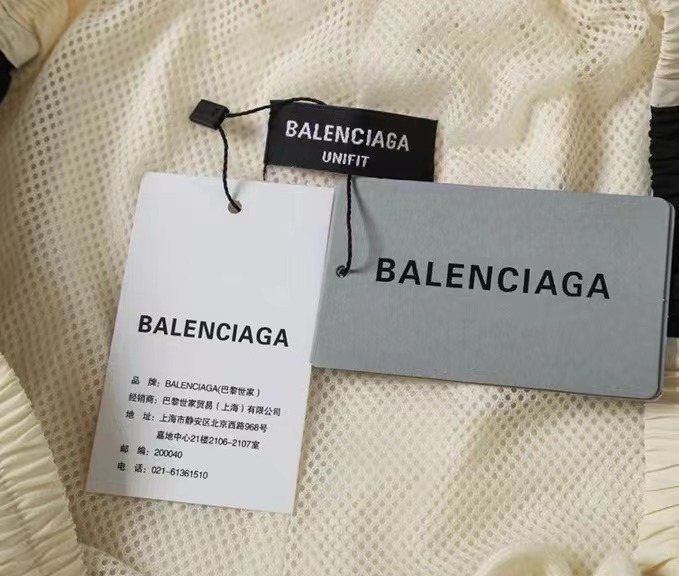 BALENCIAGA
UNIFIT
BALENCIAGA
BALENCIAGA
品 牌：BALENCIAGA(巴黎世家)
经销商：巴黎世家贸易（上海）有限公司
地 址：上海市静安区北京西路968号
嘉地中心21楼2106-2107室
邮 编：200040
电 话：021-61361510